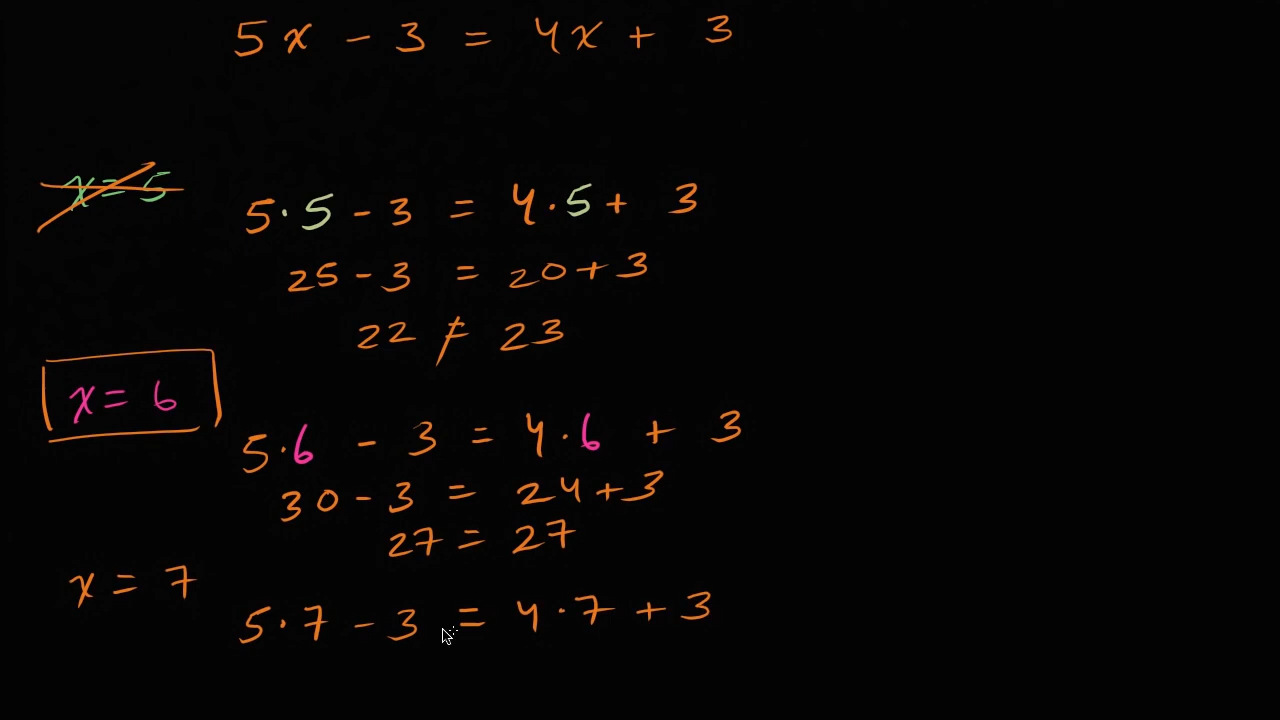 5x - 3 = 4x + 3
x = 5
5·5 - 3 = 4·5 + 3
25 - 3 = 20 + 3
22 ≠ 23
x = 6
5·6 - 3 = 4·6 + 3
30 - 3 = 24 + 3
27 = 27
x = 7
5·7 - 3 = 4·7 + 3